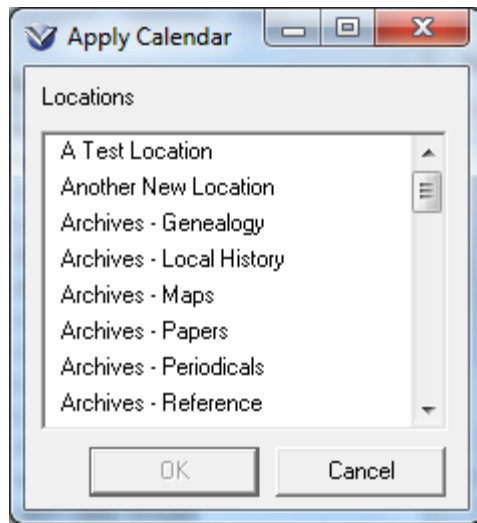 Apply Calendar
Locations
A Test Location
Another New Location
Archives - Genealogy
Archives - Local History
Archives - Maps
Archives - Papers
Archives - Periodicals
Archives - Reference
OK Cancel